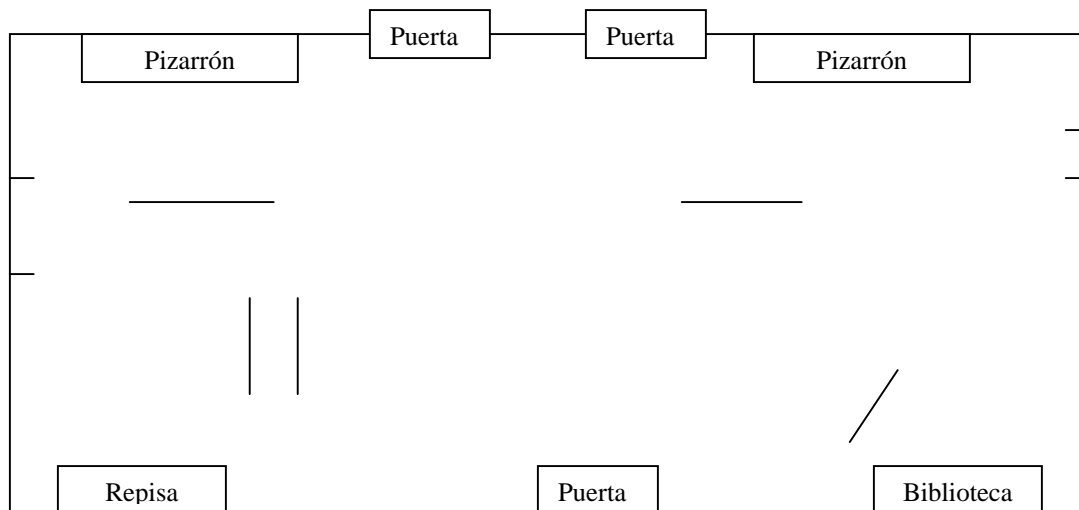 Puerta
Puerta
Pizarrón
Pizarrón
Repisa
Puerta
Biblioteca